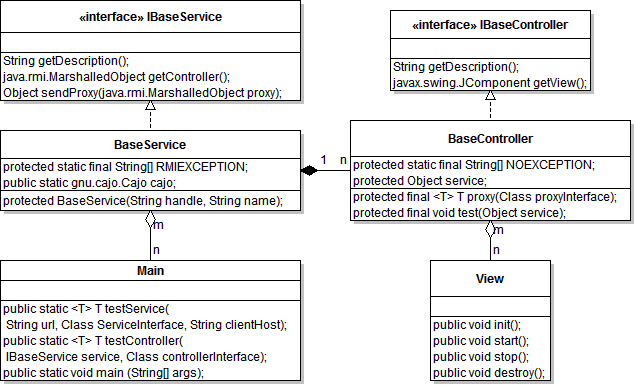 «interface» IBaseService
String getDescription();
java.rmi.MarshalledObject getController();
Object sendProxy(java.rmi.MarshalledObject proxy);
«interface» IBaseController
String getDescription();
javax.swing.JComponent getView();
BaseService
protected static final String[] RMIEXCEPTION;
public static gnu.cajo.Cajo cajo;
protected BaseService(String handle, String name);
1 n
BaseController
protected static final String[] NOEXCEPTION;
protected Object service;
protected final <T> T proxy(Class proxyInterface);
protected final void test(Object service);
m
n
m
n
Main
public static <T> T testService(
String url, Class ServiceInterface, String clientHost);
public static <T> T testController(
IBaseService service, Class controllerInterface);
public static void main (String[] args);
View
public void init();
public void start();
public void stop();
public void destroy();